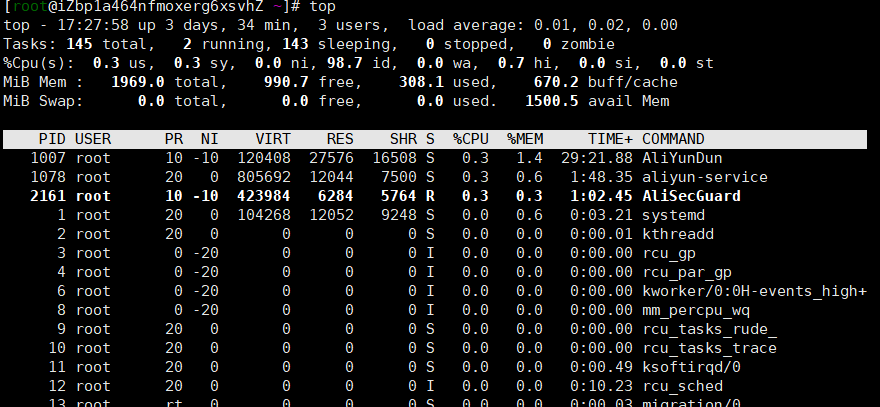 [root@iZbp1a464nfmoxerg6xsvhZ ~]# top
top - 17:27:58 up 3 days, 34 min,  3 users,  load average: 0.01, 0.02, 0.00
Tasks: 145 total,   2 running, 143 sleeping,   0 stopped,   0 zombie
%Cpu(s):  0.3 us,  0.3 sy,  0.0 ni, 98.7 id,  0.0 wa,  0.7 hi,  0.0 si,  0.0 st
MiB Mem :   1969.0 total,    990.7 free,    308.1 used,    670.2 buff/cache
MiB Swap:      0.0 total,      0.0 free,      0.0 used.   1500.5 avail Mem
PID USER      PR  NI    VIRT    RES    SHR S  %CPU  %MEM     TIME+ COMMAND
1007 root      10 -10  120408  27576  16508 S   0.3   1.4  29:21.88 AliYunDun
1078 root      20   0  805692  12044   7500 S   0.3   0.6   1:48.35 aliyun-service
2161 root      10 -10  423984   6284   5764 R   0.3   0.3   1:02.45 AliSecGuard
1 root      20   0  104268  12052   9248 S   0.0   0.6   0:03.21 systemd
2 root      20   0       0      0      0 S   0.0   0.0   0:00.01 kthreadd
3 root       0 -20       0      0      0 I   0.0   0.0   0:00.00 rcu_gp
4 root       0 -20       0      0      0 I   0.0   0.0   0:00.00 rcu_par_gp
6 root       0 -20       0      0      0 I   0.0   0.0   0:00.00 kworker/0:0H-events_high+
8 root       0 -20       0      0      0 I   0.0   0.0   0:00.00 mm_percpu_wq
9 root      20   0       0      0      0 S   0.0   0.0   0:00.00 rcu_tasks_rude_
10 root      20   0       0      0      0 S   0.0   0.0   0:00.00 rcu_tasks_trace
11 root      20   0       0      0      0 S   0.0   0.0   0:00.49 ksoftirqd/0
12 root      20   0       0      0      0 I   0.0   0.0   0:10.23 rcu_sched
13 root      rt   0       0      0      0 S   0.0   0.0   0:00.03 migration/0